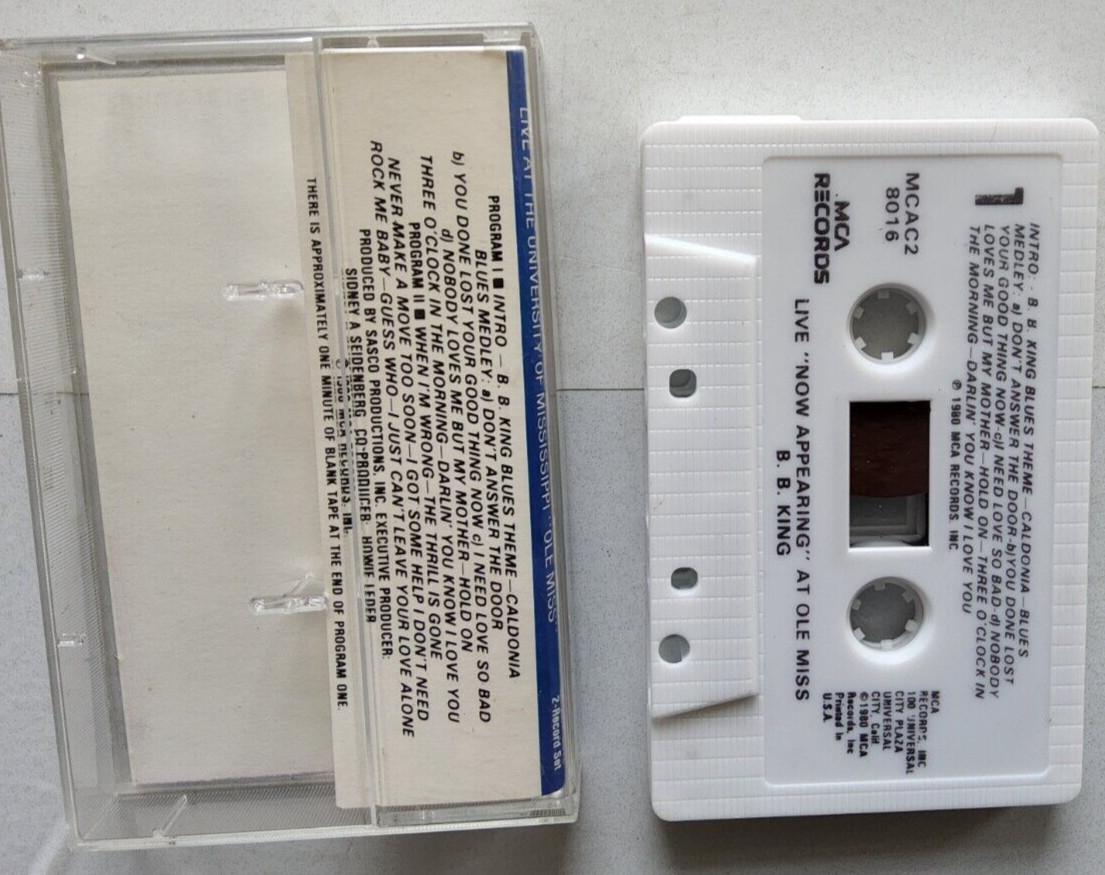 LIVE AT THE UNIVERSITY OF MISSISSIPPI "OLE MISS"
2-Record Set
PROGRAM I ■ INTRO – B. B. KING BLUES THEME—CALDONIA
BLUES MEDLEY: a) DON'T ANSWER THE DOOR
b) YOU DONE LOST YOUR GOOD THING NOW c) I NEED LOVE SO BAD
d) NOBODY LOVES ME BUT MY MOTHER—HOLD ON
THREE O'CLOCK IN THE MORNING—DARLIN' YOU KNOW I LOVE YOU
PROGRAM II ■ WHEN I'M WRONG—THE THRILL IS GONE
NEVER MAKE A MOVE TOO SOON—I GOT SOME HELP I DON'T NEED
ROCK ME BABY—GUESS WHO—I JUST CAN'T LEAVE YOUR LOVE ALONE
PRODUCED BY SASCO PRODUCTIONS, INC. EXECUTIVE PRODUCER:
SIDNEY A SEIDENBERG, CO-PRODUCER: HOWIE LEDER
1980 MCA RECORDS, INC.
THERE IS APPROXIMATELY ONE MINUTE OF BLANK TAPE AT THE END OF PROGRAM ONE.
1
INTRO - B. B. KING BLUES THEME—CALDONIA—BLUES
MEDLEY: a) DON'T ANSWER THE DOOR-b)YOU DONE LOST
YOUR GOOD THING NOW-c)I NEED LOVE SO BAD-d) NOBODY
LOVES ME BUT MY MOTHER—HOLD ON—THREE O'CLOCK IN
THE MORNING—DARLIN' YOU KNOW I LOVE YOU
℗ 1980 MCA RECORDS, INC
MCAC2
8016
MCA
RECORDS
LIVE "NOW APPEARING" AT OLE MISS
B. B. KING
MCA
RECORDS, INC
100 UNIVERSAL
CITY PLAZA
UNIVERSAL
CITY, Calif
©1980 MCA
Records, Inc
Printed in
U.S.A.